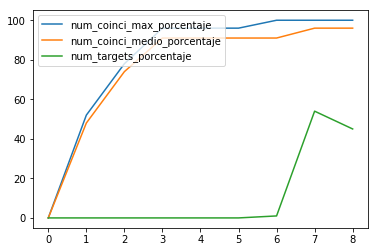 100
80
60
40
20
0
num_coinci_max_porcentaje
num_coinci_medio_porcentaje
num_targets_porcentaje
0 1 2 3 4 5 6 7 8